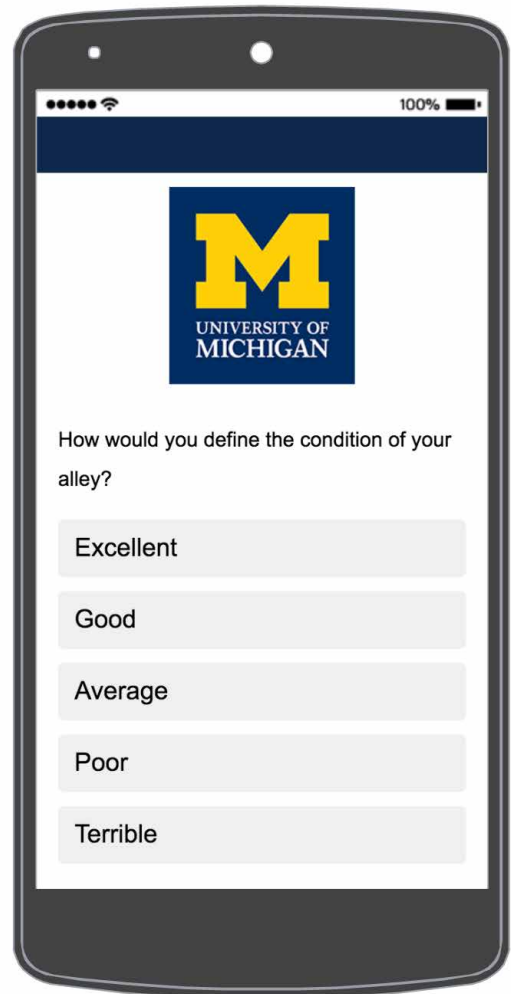 100%
M
UNIVERSITY OF
MICHIGAN
How would you define the condition of your
alley?
Excellent
Good
Average
Poor
Terrible